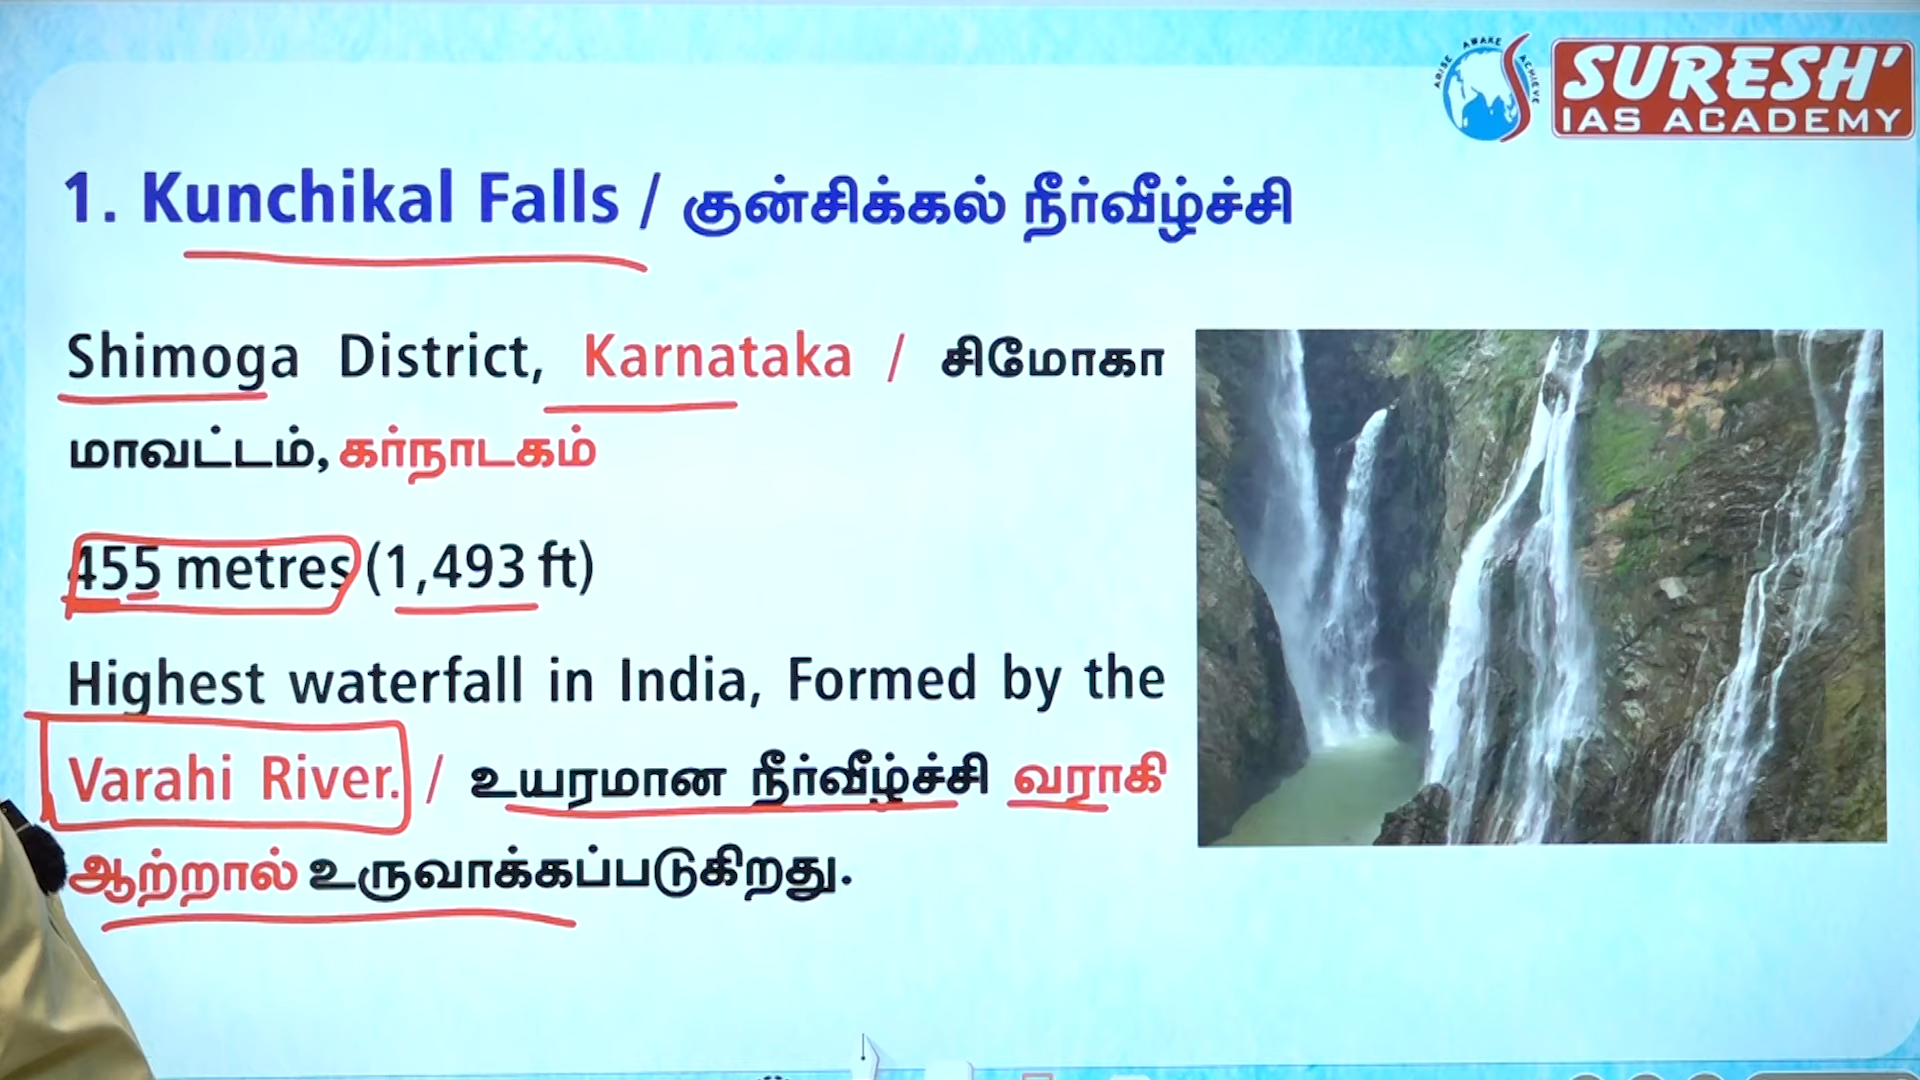 ARISE AWAKE ACHIEVE
SURESH'
IAS ACADEMY
1. Kunchikal Falls / குன்சிக்கல் நீர்வீழ்ச்சி
Shimoga District, Karnataka / சிமோகா
மாவட்டம், கர்நாடகம்
455 metres (1,493 ft)
Highest waterfall in India, Formed by the
Varahi River. / உயரமான நீர்வீழ்ச்சி வராகி
ஆற்றால் உருவாக்கப்படுகிறது.